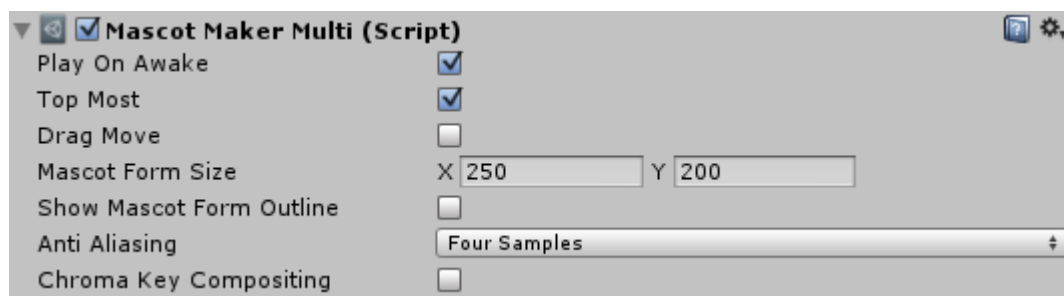 Mascot Maker Multi (Script)
Play On Awake
Top Most
Drag Move
Mascot Form Size X 250 Y 200
Show Mascot Form Outline
Anti Aliasing Four Samples
Chroma Key Compositing